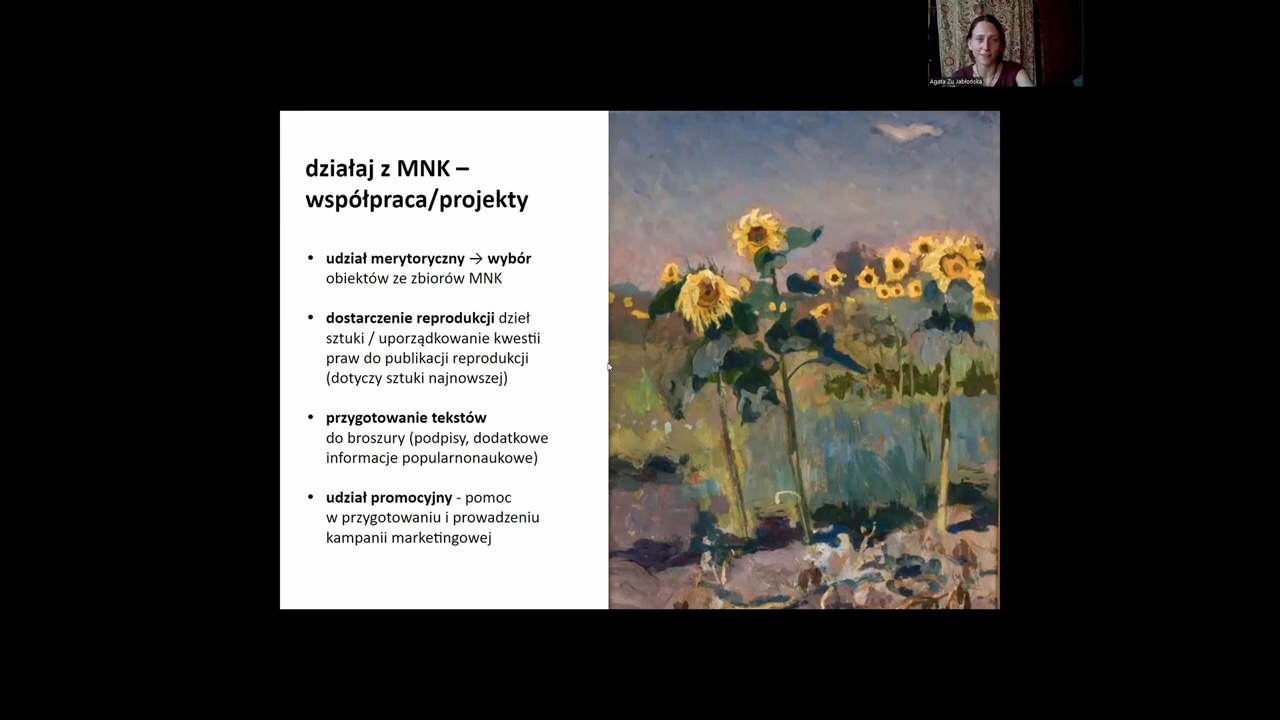 Agata Zu Jabłońska
działaj z MNK –
współpraca/projekty
• udział merytoryczny → wybór
obiektów ze zbiorów MNK
• dostarczenie reprodukcji dzieł
sztuki / uporządkowanie kwestii
praw do publikacji reprodukcji
(dotyczy sztuki najnowszej)
• przygotowanie tekstów
do broszury (podpisy, dodatkowe
informacje popularnonaukowe)
• udział promocyjny - pomoc
w przygotowaniu i prowadzeniu
kampanii marketingowej